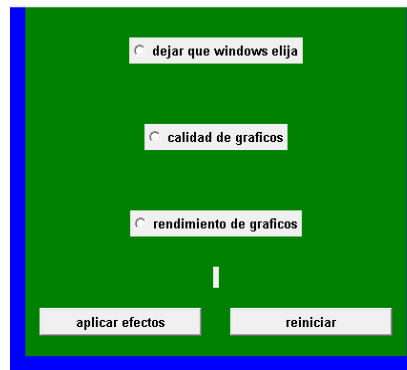 dejar que windows elija
calidad de graficos
rendimiento de graficos
aplicar efectos
reiniciar